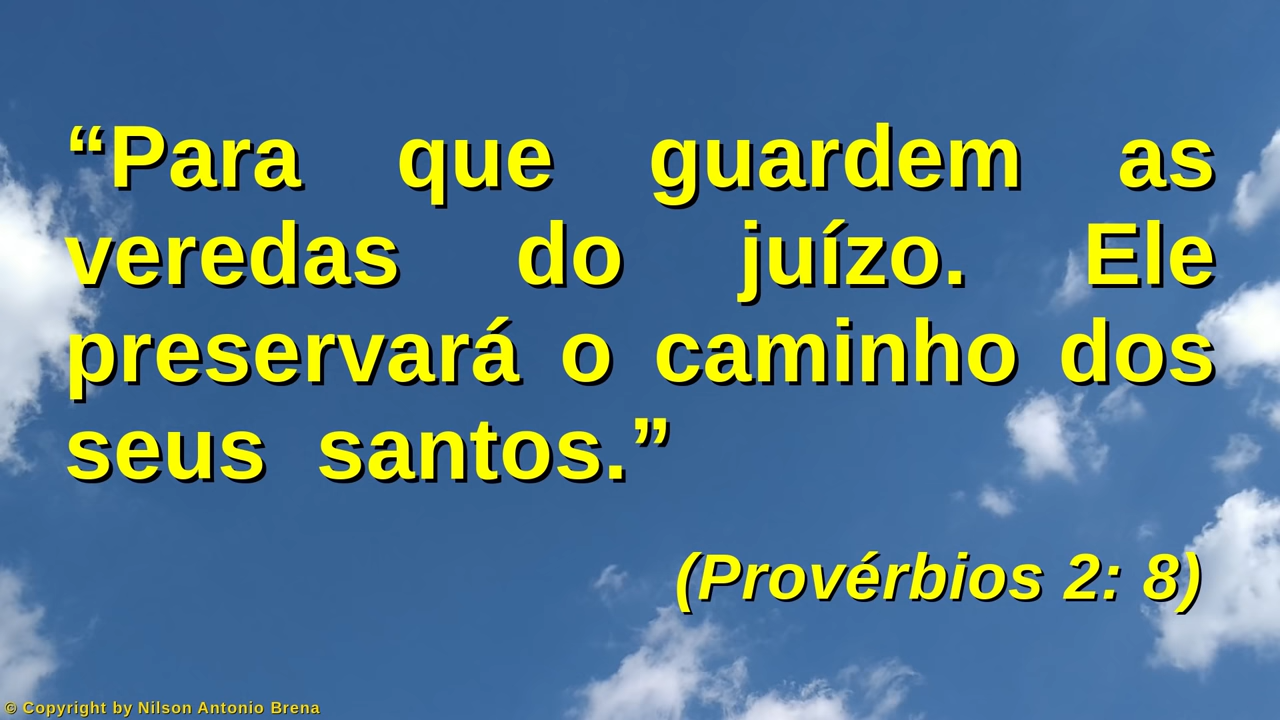 “Para que guardem as
veredas do juízo. Ele
preservará o caminho dos
seus santos.”
(Provérbios 2: 8)
© Copyright by Nilson Antonio Brena